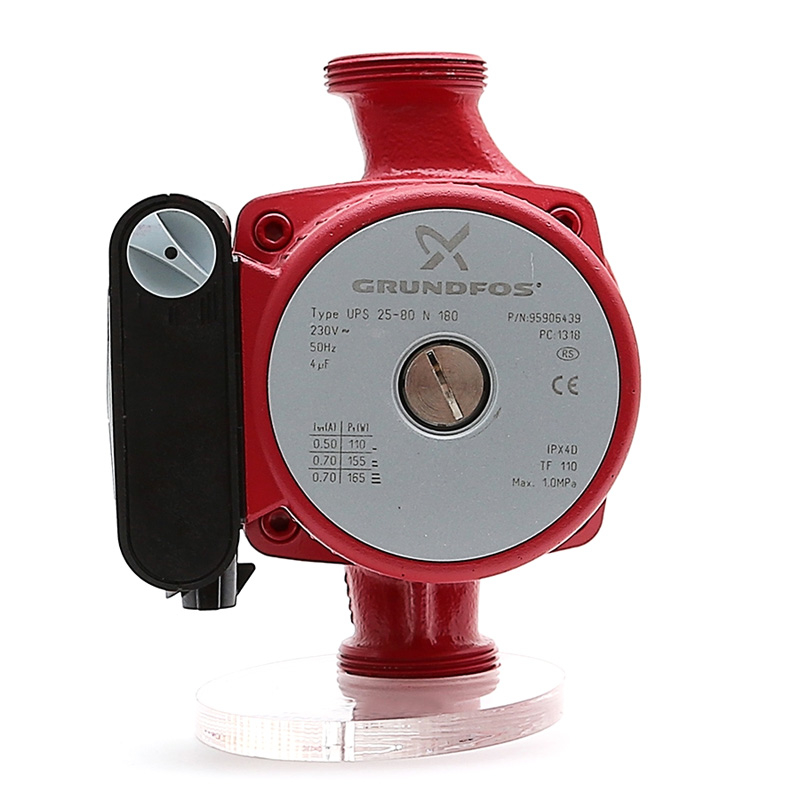 GRUNDFOS®
Type UPS 25-80 N 180
230V ~
50Hz
4 µF
P/N:95906439
PC:1318
RS
CE
I1/1(A) P1(W)
0.50 110
0.70 155
0.70 165
IPX4D
TF 110
Max. 1.0MPa